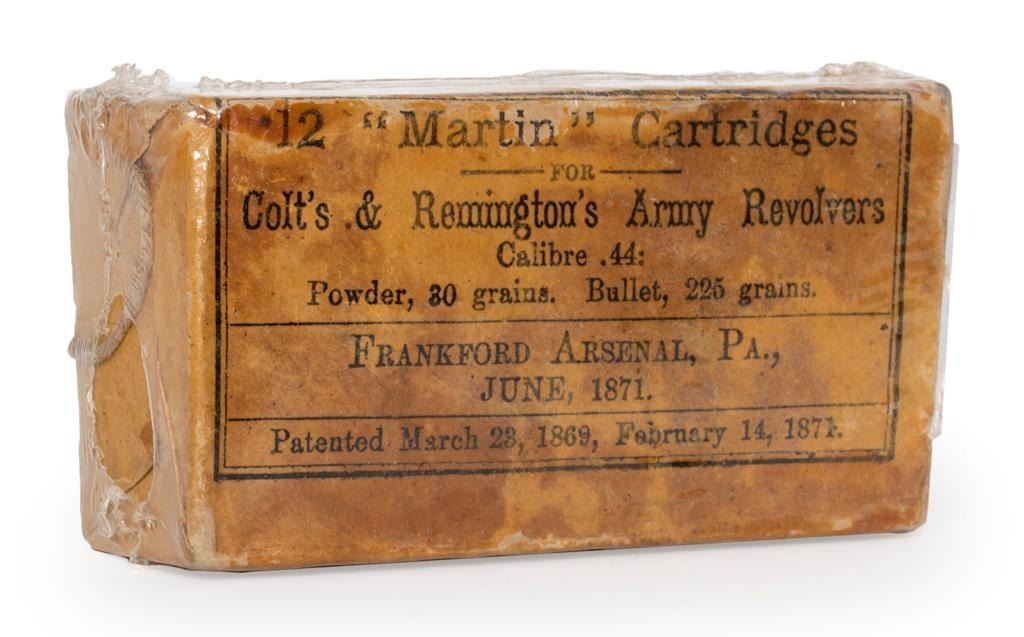 12 "Martin" Cartridges
FOR
Colt's & Remington's Army Revolvers
Calibre .44:
Powder, 30 grains. Bullet, 225 grains.
FRANKFORD ARSENAL, PA.,
JUNE, 1871.
Patented March 23, 1869, February 14, 1871.